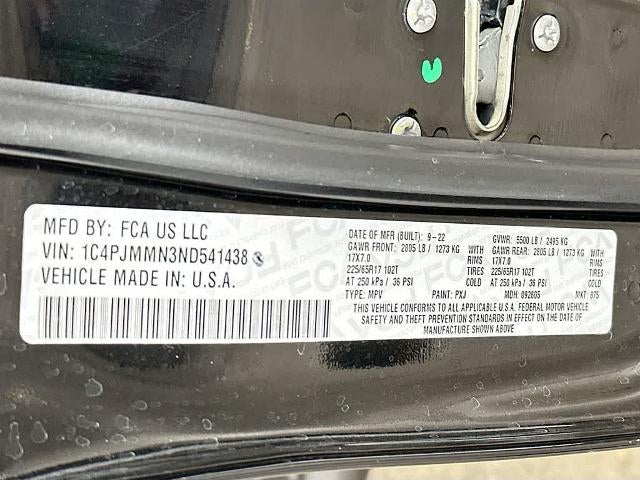 MFD BY: FCA US LLC
VIN: 1C4PJMMN3ND541438
VEHICLE MADE IN: U.S.A.
DATE OF MFR (BUILT): 9-22 GVWR: 5500 LB / 2495 KG
GAWR FRONT: 2805 LB / 1273 KG GAWR REAR: 2805 LB / 1273 KG
17X7.0 RIMS 17X7.0 RIMS
225/65R17 102T TIRES 225/65R17 102T TIRES
AT 250 kPa / 36 PSI COLD AT 250 kPa / 36 PSI COLD
TYPE: MPV PAINT: PXJ MDH: 092605 MKT: 875
THIS VEHICLE CONFORMS TO ALL APPLICABLE U.S.A. FEDERAL MOTOR VEHICLE
SAFETY AND THEFT PREVENTION STANDARDS IN EFFECT ON THE DATE OF
MANUFACTURE SHOWN ABOVE